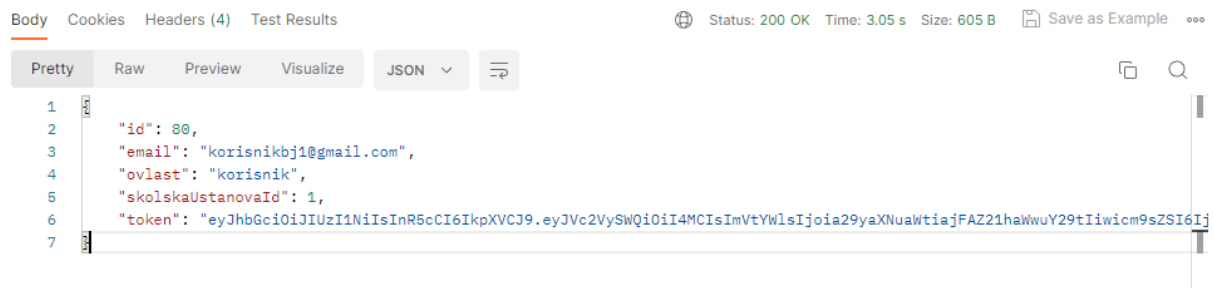 Body Cookies Headers (4) Test Results Status: 200 OK Time: 3.05 s Size: 605 B Save as Example
Pretty Raw Preview Visualize JSON
1 {
2 "id": 80,
3 "email": "korisnikbj1@gmail.com",
4 "ovlast": "korisnik",
5 "skolskaUstanovaId": 1,
6 "token": "eyJhbGciOiJIUzI1NiIsInR5cCI6IkpXVCJ9.eyJVc2VySWQiOiI4MCIsImVtYWlsIjoia29yaXNuaWtiajFAZ21haWwuY29tIiwicm9sZSI6Ij
7 }